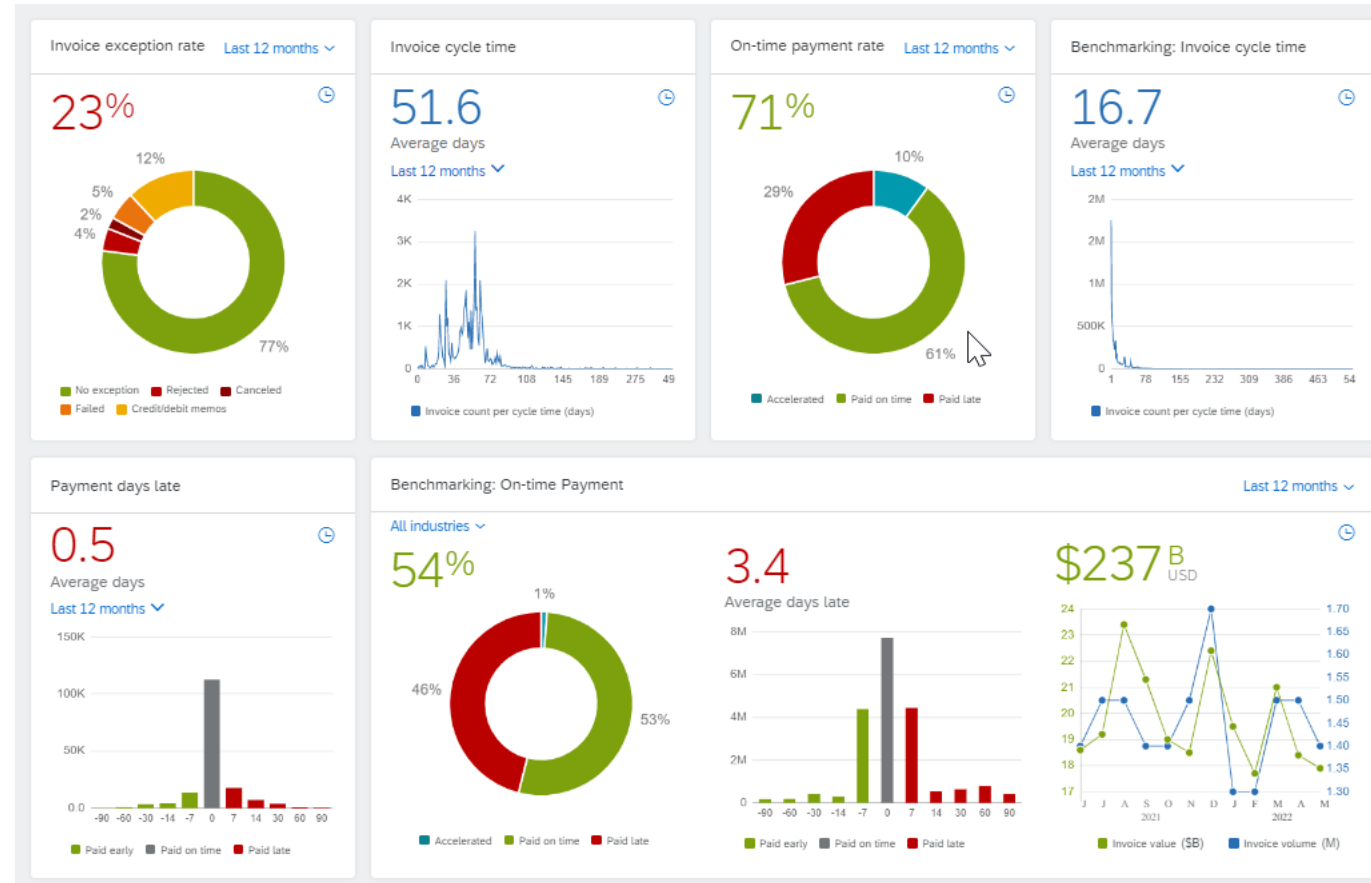 Invoice exception rate Last 12 months
23%
12%
5%
2%
4%
77%
No exception Rejected Canceled
Failed Credit/debit memos
Invoice cycle time
51.6
Average days
Last 12 months
4K
3K
2K
1K
0
0 36 72 108 145 189 275 49
Invoice count per cycle time (days)
On-time payment rate Last 12 months
71%
10%
29%
61%
Accelerated Paid on time Paid late
Benchmarking: Invoice cycle time
16.7
Average days
Last 12 months
2M
2M
1M
500K
0
1 78 155 232 309 386 463 54
Invoice count per cycle time (days)
Payment days late
0.5
Average days
Last 12 months
150K
100K
50K
0.0
-90 -60 -30 -14 -7 0 7 14 30 60 90
Paid early Paid on time Paid late
Benchmarking: On-time Payment Last 12 months
All industries
54%
1%
46%
53%
Accelerated Paid on time Paid late
3.4
Average days late
8M
6M
4M
2M
0
-90 -60 -30 -14 -7 0 7 14 30 60 90
Paid early Paid on time Paid late
$237 B
USD
24 1.70
23 1.65
22 1.60
21 1.55
20 1.50
19 1.45
18 1.40
17 1.35
1.30
J J A S O N D J F M A M
2021 2022
Invoice value ($B) Invoice volume (M)